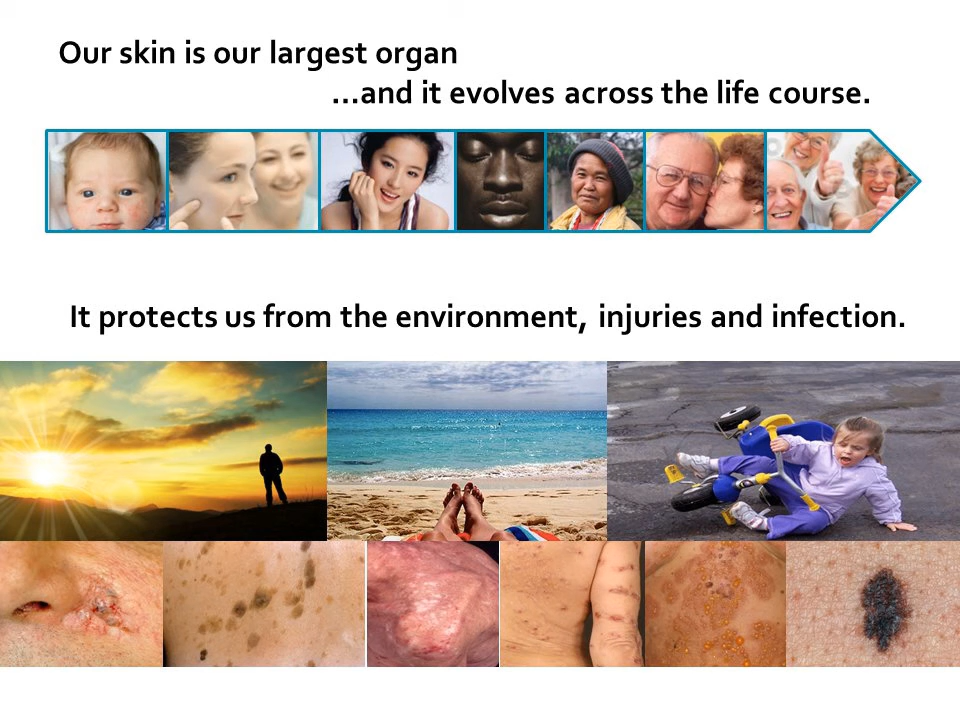 Our skin is our largest organ
...and it evolves across the life course.
It protects us from the environment, injuries and infection.